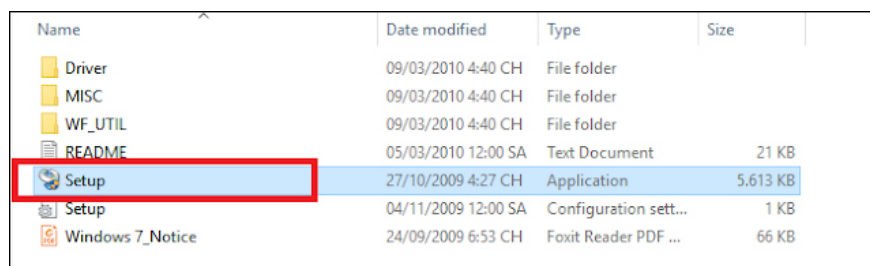 Name Date modified Type Size
Driver 09/03/2010 4:40 CH File folder
MISC 09/03/2010 4:40 CH File folder
WF_UTIL 09/03/2010 4:40 CH File folder
README 05/03/2010 12:00 SA Text Document 21 KB
Setup 27/10/2009 4:27 CH Application 5.613 KB
Setup 04/11/2009 12:00 SA Configuration sett... 1 KB
Windows 7_Notice 24/09/2009 6:53 CH Foxit Reader PDF ... 66 KB